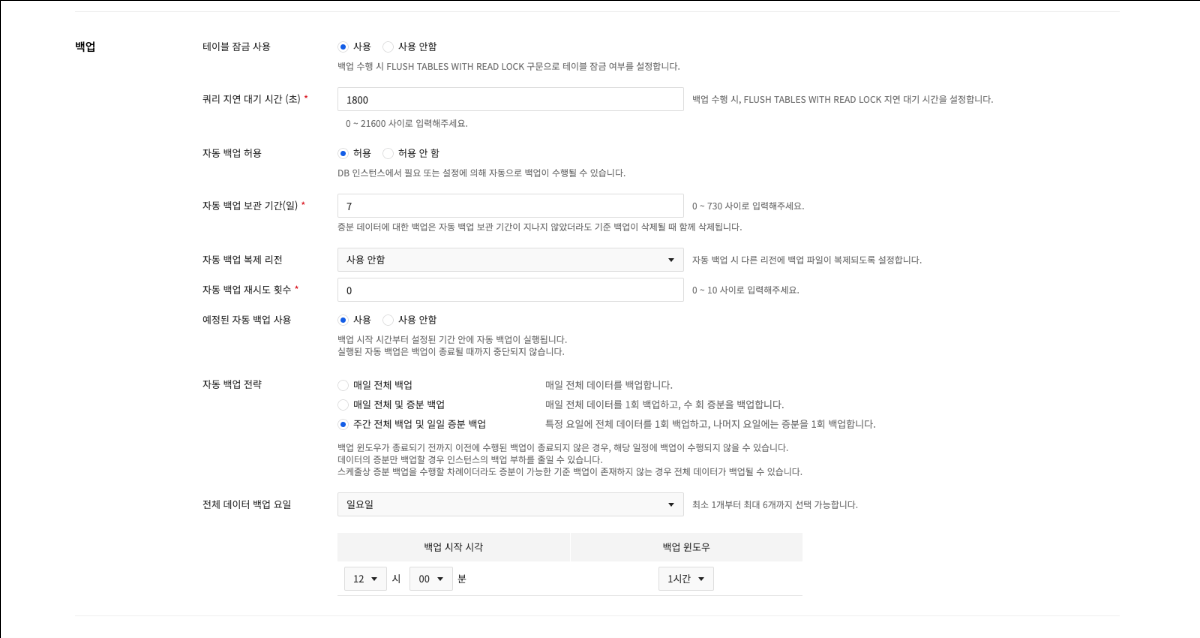 백업
테이블 잠금 사용
사용 사용 안함
백업 수행 시 FLUSH TABLES WITH READ LOCK 구문으로 테이블 잠금 여부를 설정합니다.
쿼리 지연 대기 시간 (초) *
1800
백업 수행 시, FLUSH TABLES WITH READ LOCK 지연 대기 시간을 설정합니다.
0 ~ 21600 사이로 입력해주세요.
자동 백업 허용
허용 허용 안 함
DB 인스턴스에서 필요 또는 설정에 의해 자동으로 백업이 수행될 수 있습니다.
자동 백업 보관 기간(일) *
7
0 ~ 730 사이로 입력해주세요.
증분 데이터에 대한 백업은 자동 백업 보관 기간이 지나지 않았더라도 기준 백업이 삭제될 때 함께 삭제됩니다.
자동 백업 복제 리전
사용 안함
자동 백업 시 다른 리전에 백업 파일이 복제되도록 설정합니다.
자동 백업 재시도 횟수 *
0
0 ~ 10 사이로 입력해주세요.
예정된 자동 백업 사용
사용 사용 안함
백업 시작 시간부터 설정된 기간 안에 자동 백업이 실행됩니다.
실행된 자동 백업은 백업이 종료될 때까지 중단되지 않습니다.
자동 백업 전략
매일 전체 백업 매일 전체 데이터를 백업합니다.
매일 전체 및 증분 백업 매일 전체 데이터를 1회 백업하고, 수 회 증분을 백업합니다.
주간 전체 백업 및 일일 증분 백업 특정 요일에 전체 데이터를 1회 백업하고, 나머지 요일에는 증분을 1회 백업합니다.
백업 윈도우가 종료되기 전까지 이전에 수행된 백업이 종료되지 않은 경우, 해당 일정에 백업이 수행되지 않을 수 있습니다.
데이터의 증분만 백업할 경우 인스턴스의 백업 부하를 줄일 수 있습니다.
스케줄상 증분 백업을 수행할 차례이더라도 증분이 가능한 기준 백업이 존재하지 않는 경우 전체 데이터가 백업될 수 있습니다.
전체 데이터 백업 요일
일요일
최소 1개부터 최대 6개까지 선택 가능합니다.
백업 시작 시각 백업 윈도우
12 시 00 분 1시간